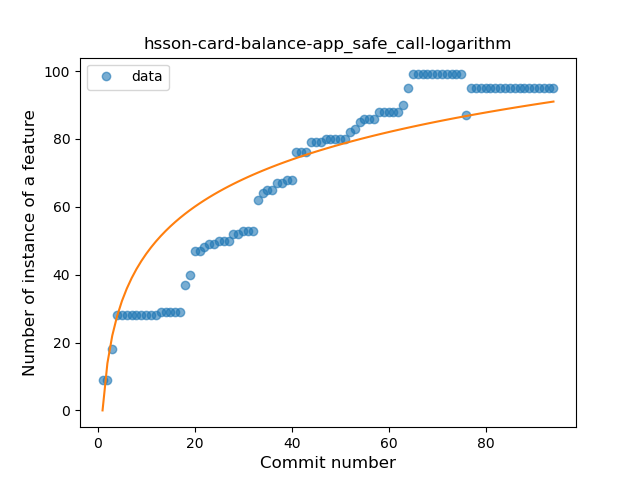 hsson-card-balance-app_safe_call-logarithm
data
Number of instance of a feature
100
80
60
40
20
0
0 20 40 60 80
Commit number